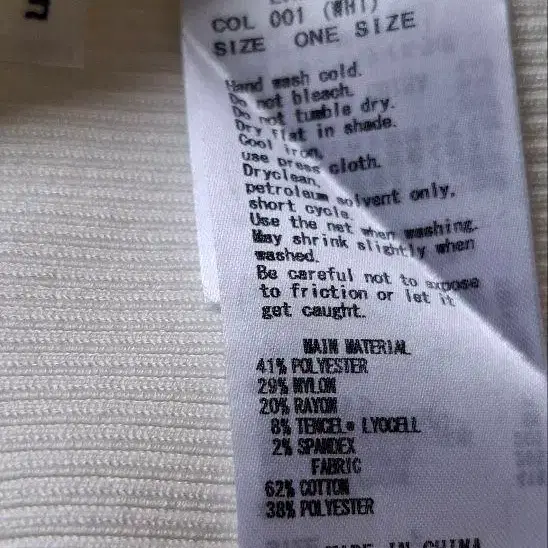 COL 001 (WHT)
SIZE ONE SIZE
Hand wash cold.
Do not bleach.
Do not tumble dry.
Dry flat in shade.
Cool iron,
use press cloth.
Dryclean,
petroleum solvent only,
short cycle.
Use the net when washing.
May shrink slightly when
washed.
Be careful not to expose
to friction or let it
get caught.
MAIN MATERIAL
41% POLYESTER
29% NYLON
20% RAYON
8% TENCEL® LYOCELL
2% SPANDEX
FABRIC
62% COTTON
38% POLYESTER
MADE IN CHINA